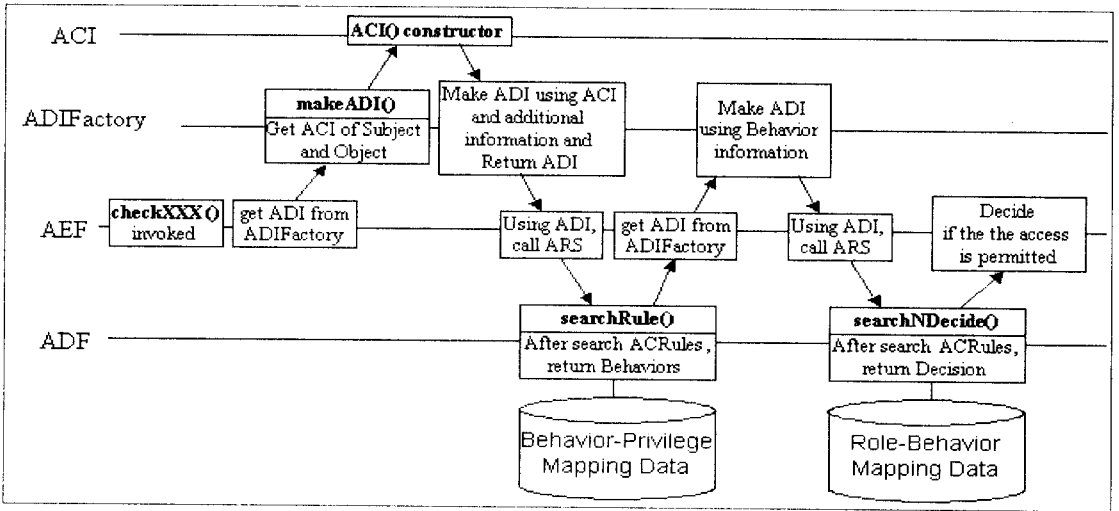 ACI
ACI() constructor
ADIFactory
makeADI()
Get ACI of Subject
and Object
Make ADI using ACI
and additional
information and
Return ADI
Make ADI
using Behavior
information
AEF
checkXXX()
invoked
get ADI from
ADIFactory
Using ADI,
call ARS
get ADI from
ADIFactory
Using ADI,
call ARS
Decide
if the the access
is permitted
ADF
searchRule()
After search ACRules,
return Behaviors
searchNDecide()
After search ACRules,
return Decision
Behavior-Privilege
Mapping Data
Role-Behavior
Mapping Data